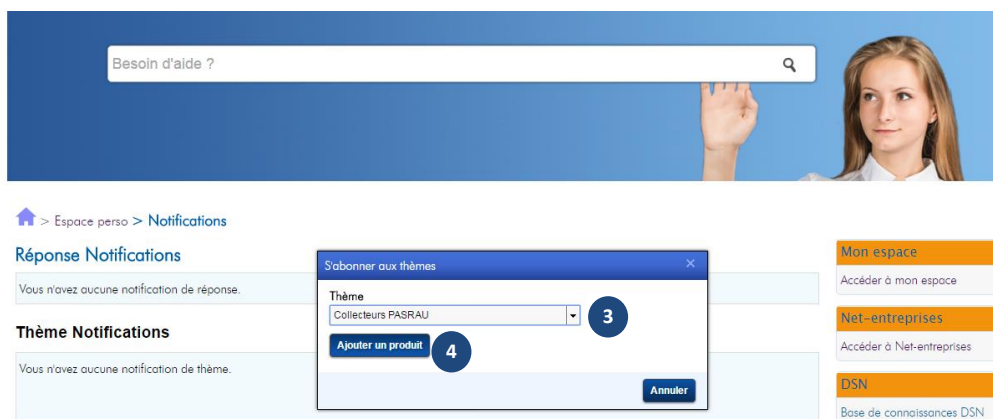 Besoin d'aide ?
> Espace perso > Notifications
Réponse Notifications
Vous n'avez aucune notification de réponse.
Thème Notifications
Vous n'avez aucune notification de thème.
S'abonner aux thèmes
Thème
Collecteurs PASRAU
3
Ajouter un produit
4
Annuler
Mon espace
Accéder à mon espace
Net-entreprises
Accéder à Net-entreprises
DSN
Base de connaissances DSN